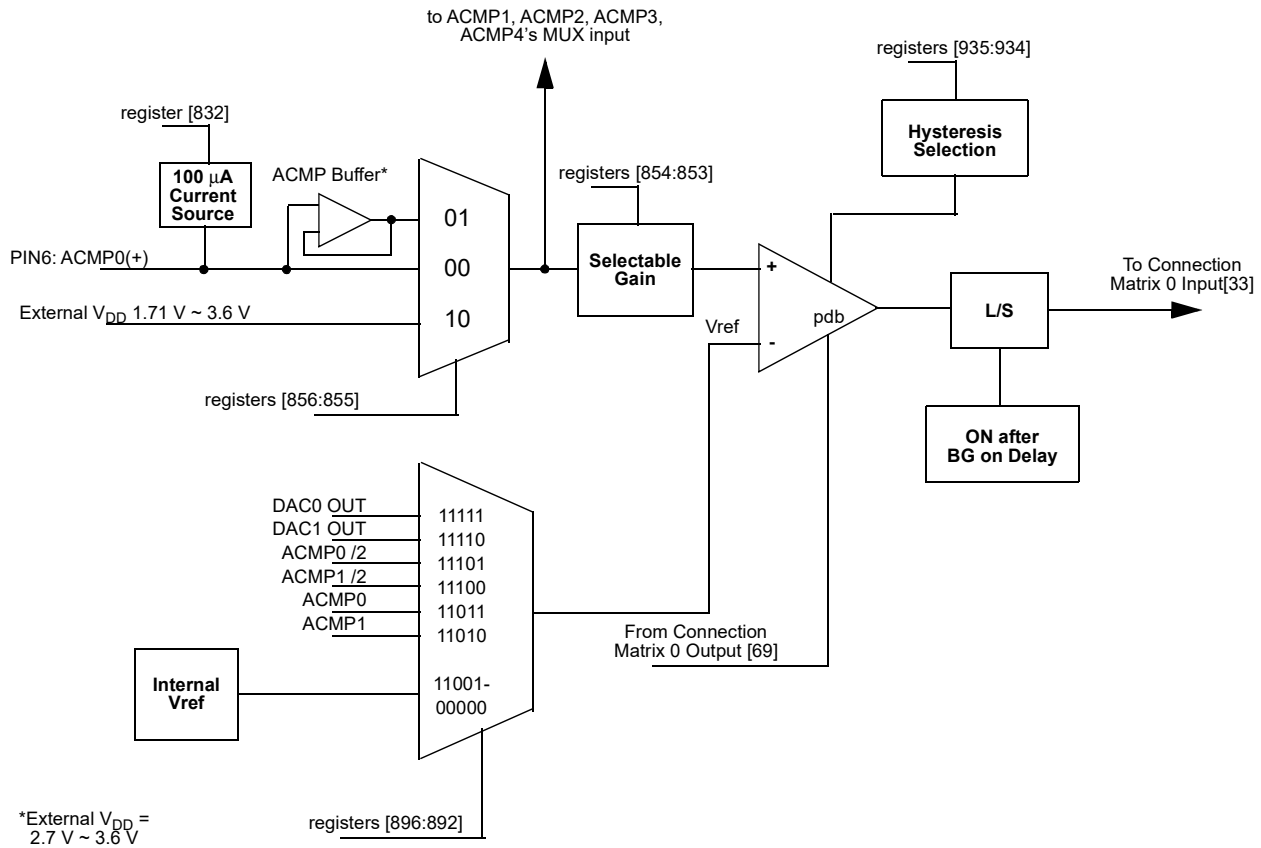 to ACMP1, ACMP2, ACMP3,
ACMP4's MUX input
registers [935:934]
register [832]
Hysteresis
Selection
100 μA
Current
Source
ACMP Buffer*
registers [854:853]
01
PIN6: ACMP0(+)
00
Selectable
Gain
+
To Connection
Matrix 0 Input[33]
External VDD 1.71 V ~ 3.6 V
10
Vref
pdb
-
L/S
registers [856:855]
ON after
BG on Delay
DAC0 OUT
11111
DAC1 OUT
11110
ACMP0 /2
11101
ACMP1 /2
11100
ACMP0
11011
ACMP1
11010
From Connection
Matrix 0 Output [69]
Internal
Vref
11001-
00000
*External VDD =
2.7 V ~ 3.6 V
registers [896:892]